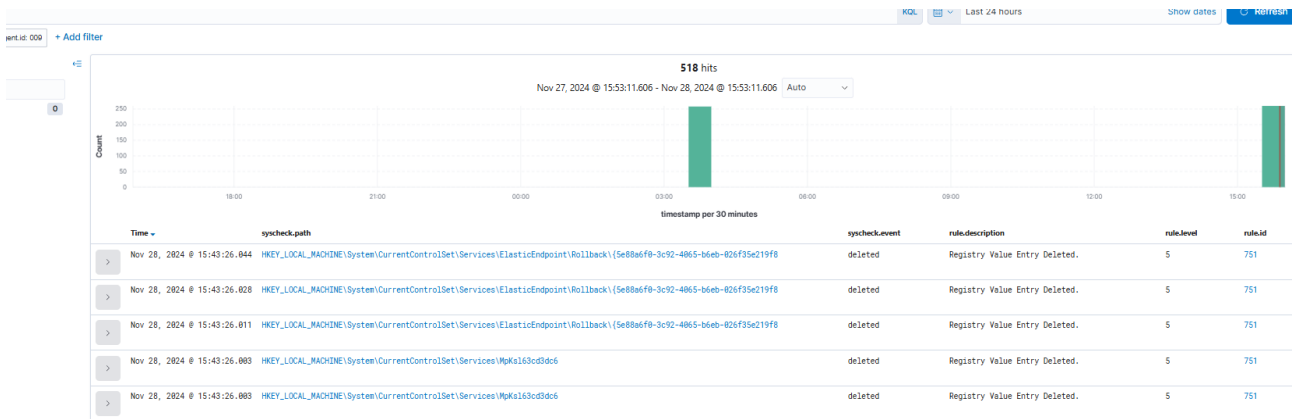 KQL Last 24 hours Show dates Refresh
gent.id: 009 + Add filter
518 hits
Nov 27, 2024 @ 15:53:11.606 - Nov 28, 2024 @ 15:53:11.606 Auto
0
Count
250
200
150
100
50
0
18:00 21:00 00:00 03:00 06:00 09:00 12:00 15:00
timestamp per 30 minutes
Time syscheck.path syscheck.event rule.description rule.level rule.id
Nov 28, 2024 @ 15:43:26.044 HKEY_LOCAL_MACHINE\System\CurrentControlSet\Services\ElasticEndpoint\Rollback\{5e88a6f0-3c92-4065-b6eb-026f35e219f8 deleted Registry Value Entry Deleted. 5 751
Nov 28, 2024 @ 15:43:26.028 HKEY_LOCAL_MACHINE\System\CurrentControlSet\Services\ElasticEndpoint\Rollback\{5e88a6f0-3c92-4065-b6eb-026f35e219f8 deleted Registry Value Entry Deleted. 5 751
Nov 28, 2024 @ 15:43:26.011 HKEY_LOCAL_MACHINE\System\CurrentControlSet\Services\ElasticEndpoint\Rollback\{5e88a6f0-3c92-4065-b6eb-026f35e219f8 deleted Registry Value Entry Deleted. 5 751
Nov 28, 2024 @ 15:43:26.003 HKEY_LOCAL_MACHINE\System\CurrentControlSet\Services\MpKsl63cd3dc6 deleted Registry Value Entry Deleted. 5 751
Nov 28, 2024 @ 15:43:26.003 HKEY_LOCAL_MACHINE\System\CurrentControlSet\Services\MpKsl63cd3dc6 deleted Registry Value Entry Deleted. 5 751